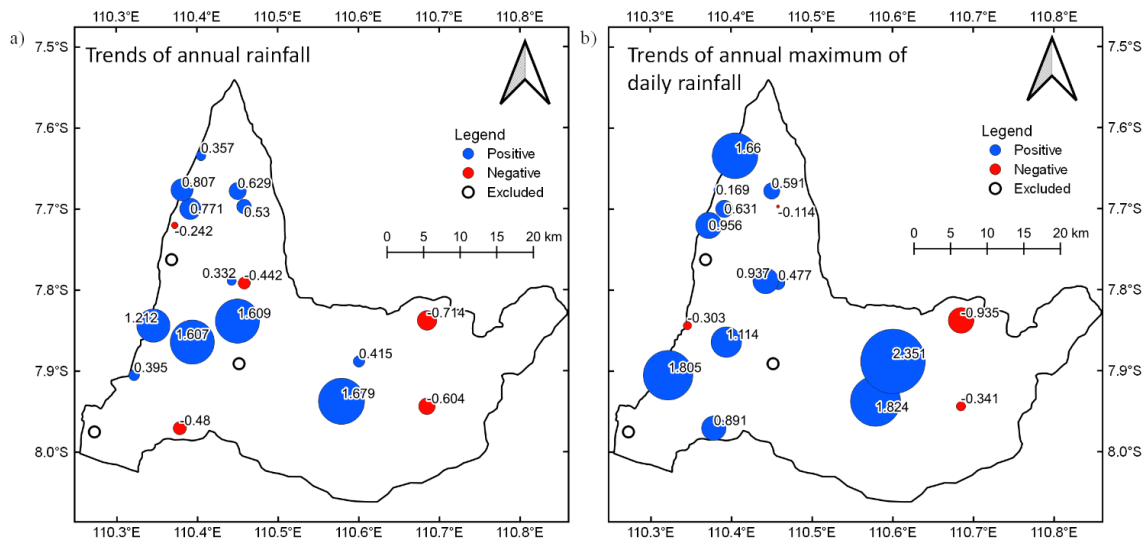 110.3°E 110.4°E 110.5°E 110.6°E 110.7°E 110.8°E
a)
Trends of annual rainfall
7.5°S
7.6°S
7.7°S
7.8°S
7.9°S
8.0°S
Legend
Positive
Negative
Excluded
0 5 10 15 20 km
0.357
0.807
0.629
0.771
0.53
-0.242
0.332
-0.442
1.212
1.609
1.607
-0.714
0.395
0.415
1.679
-0.604
-0.48
110.3°E 110.4°E 110.5°E 110.6°E 110.7°E 110.8°E
110.3°E 110.4°E 110.5°E 110.6°E 110.7°E 110.8°E
b)
Trends of annual maximum of
daily rainfall
7.5°S
7.6°S
7.7°S
7.8°S
7.9°S
8.0°S
Legend
Positive
Negative
Excluded
0 5 10 15 20 km
1.66
0.169
0.591
0.631
-0.114
0.956
0.937
0.477
-0.303
1.114
-0.935
1.805
2.351
1.824
-0.341
0.891
110.3°E 110.4°E 110.5°E 110.6°E 110.7°E 110.8°E